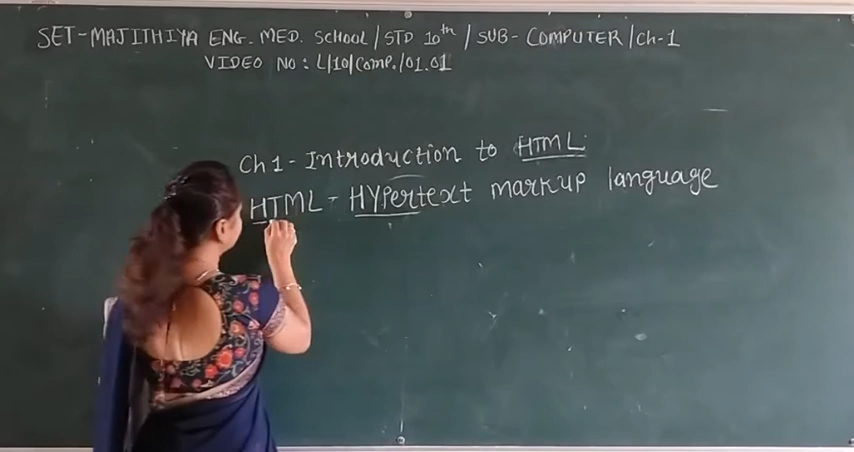 SET-MAJITHIYA ENG. MED. SCHOOL / STD 10th / SUB- COMPUTER / Ch-1
VIDEO NO : L/10/Comp./01.01
Ch 1 - Introduction to HTML
HTML - HYPertext markup language